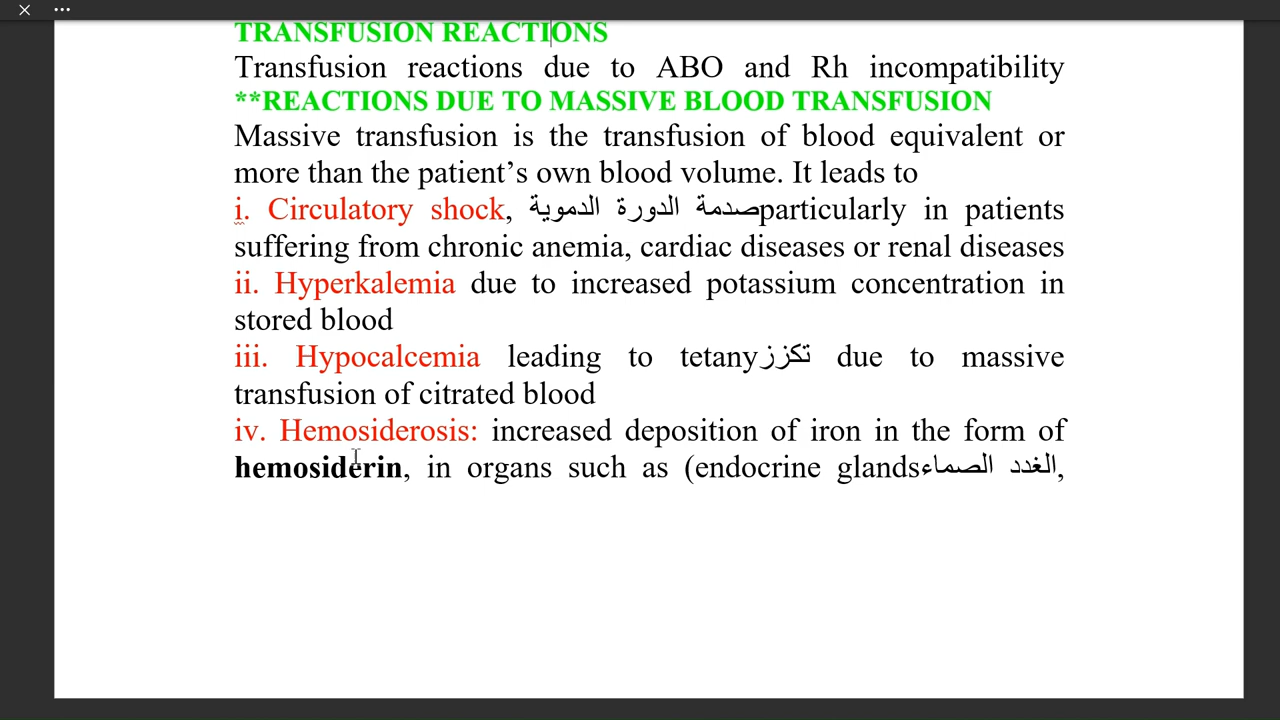 TRANSFUSION REACTIONS
Transfusion reactions due to ABO and Rh incompatibility
**REACTIONS DUE TO MASSIVE BLOOD TRANSFUSION
Massive transfusion is the transfusion of blood equivalent or
more than the patient’s own blood volume. It leads to
i. Circulatory shock, صدمة الدورة الدمويةparticularly in patients
suffering from chronic anemia, cardiac diseases or renal diseases
ii. Hyperkalemia due to increased potassium concentration in
stored blood
iii. Hypocalcemia leading to tetanyتكزز due to massive
transfusion of citrated blood
iv. Hemosiderosis: increased deposition of iron in the form of
hemosiderin, in organs such as (endocrine glandsالغدد الصماء,